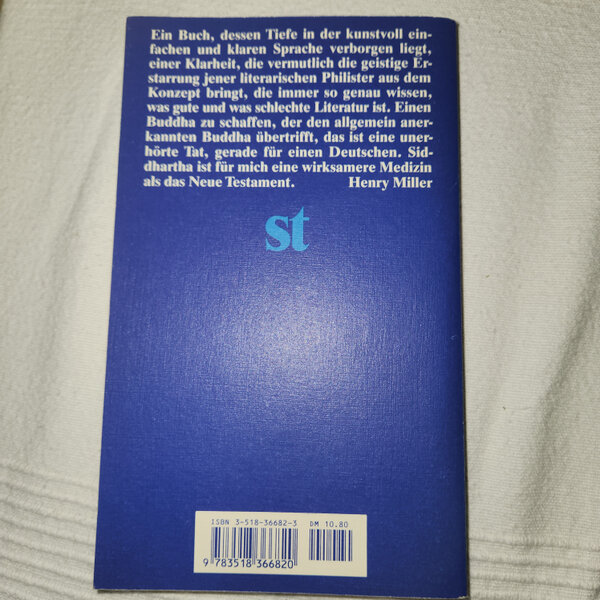 Ein Buch, dessen Tiefe in der kunstvoll ein-
fachen und klaren Sprache verborgen liegt,
einer Klarheit, die vermutlich die geistige Er-
starrung jener literarischen Philister aus dem
Konzept bringt, die immer so genau wissen,
was gute und was schlechte Literatur ist. Einen
Buddha zu schaffen, der den allgemein aner-
kannten Buddha übertrifft, das ist eine uner-
hörte Tat, gerade für einen Deutschen. Sid-
dhartha ist für mich eine wirksamere Medizin
als das Neue Testament. Henry Miller
st
ISBN 3-518-36682-3 DM 10.80
9 783518 366820